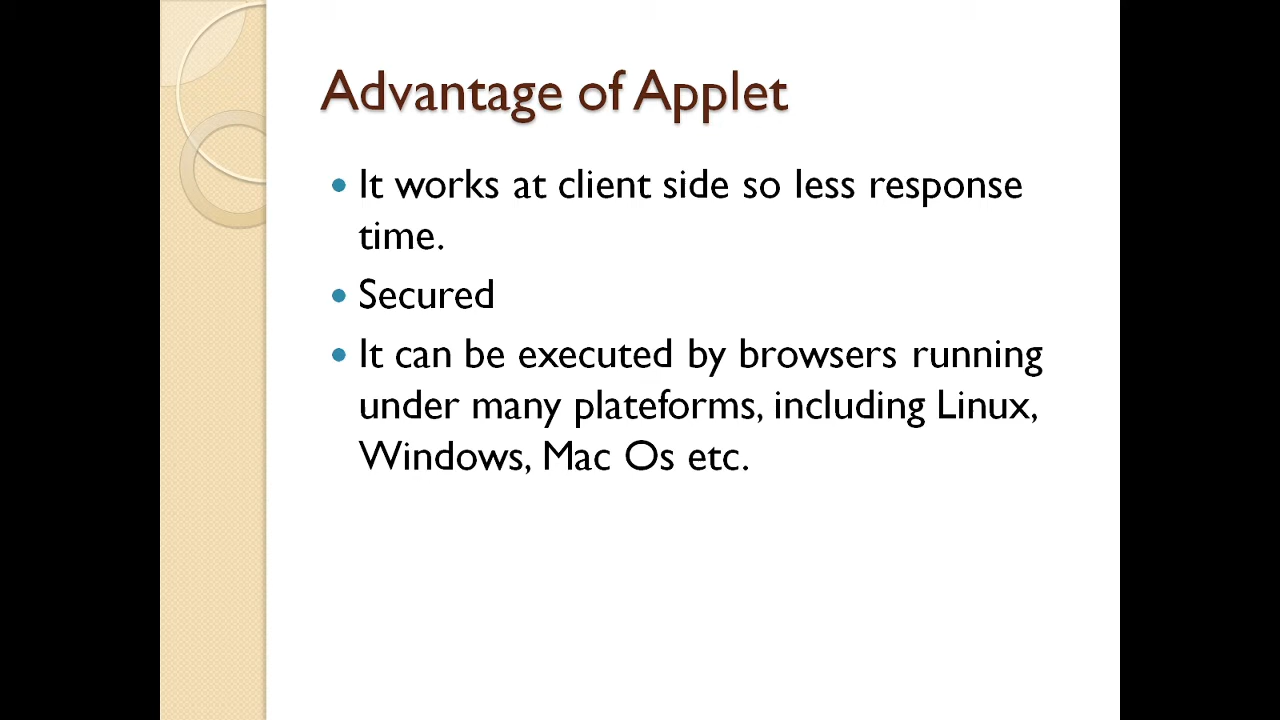 Advantage of Applet
• It works at client side so less response
time.
• Secured
• It can be executed by browsers running
under many plateforms, including Linux,
Windows, Mac Os etc.